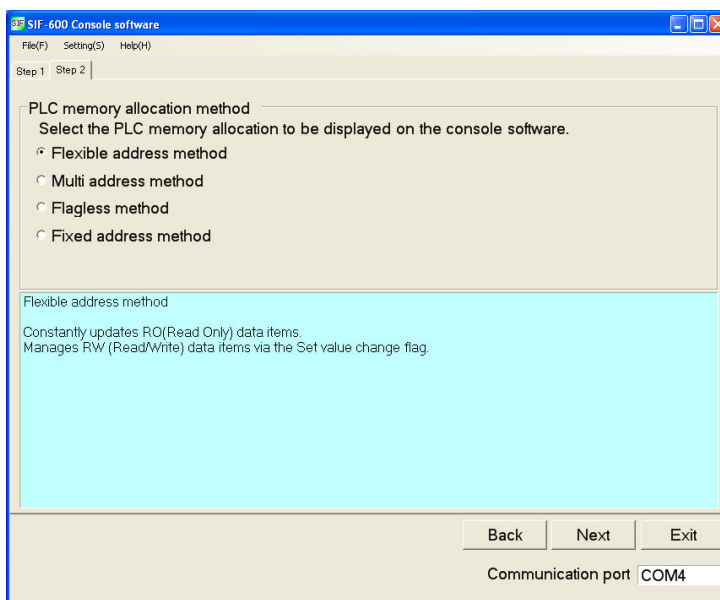 SIF-600 Console software
File(F) Setting(S) Help(H)
Step 1 Step 2
PLC memory allocation method
Select the PLC memory allocation to be displayed on the console software.
Flexible address method
Multi address method
Flagless method
Fixed address method
Flexible address method
Constantly updates RO(Read Only) data items.
Manages RW (Read/Write) data items via the Set value change flag.
Back Next Exit
Communication port COM4